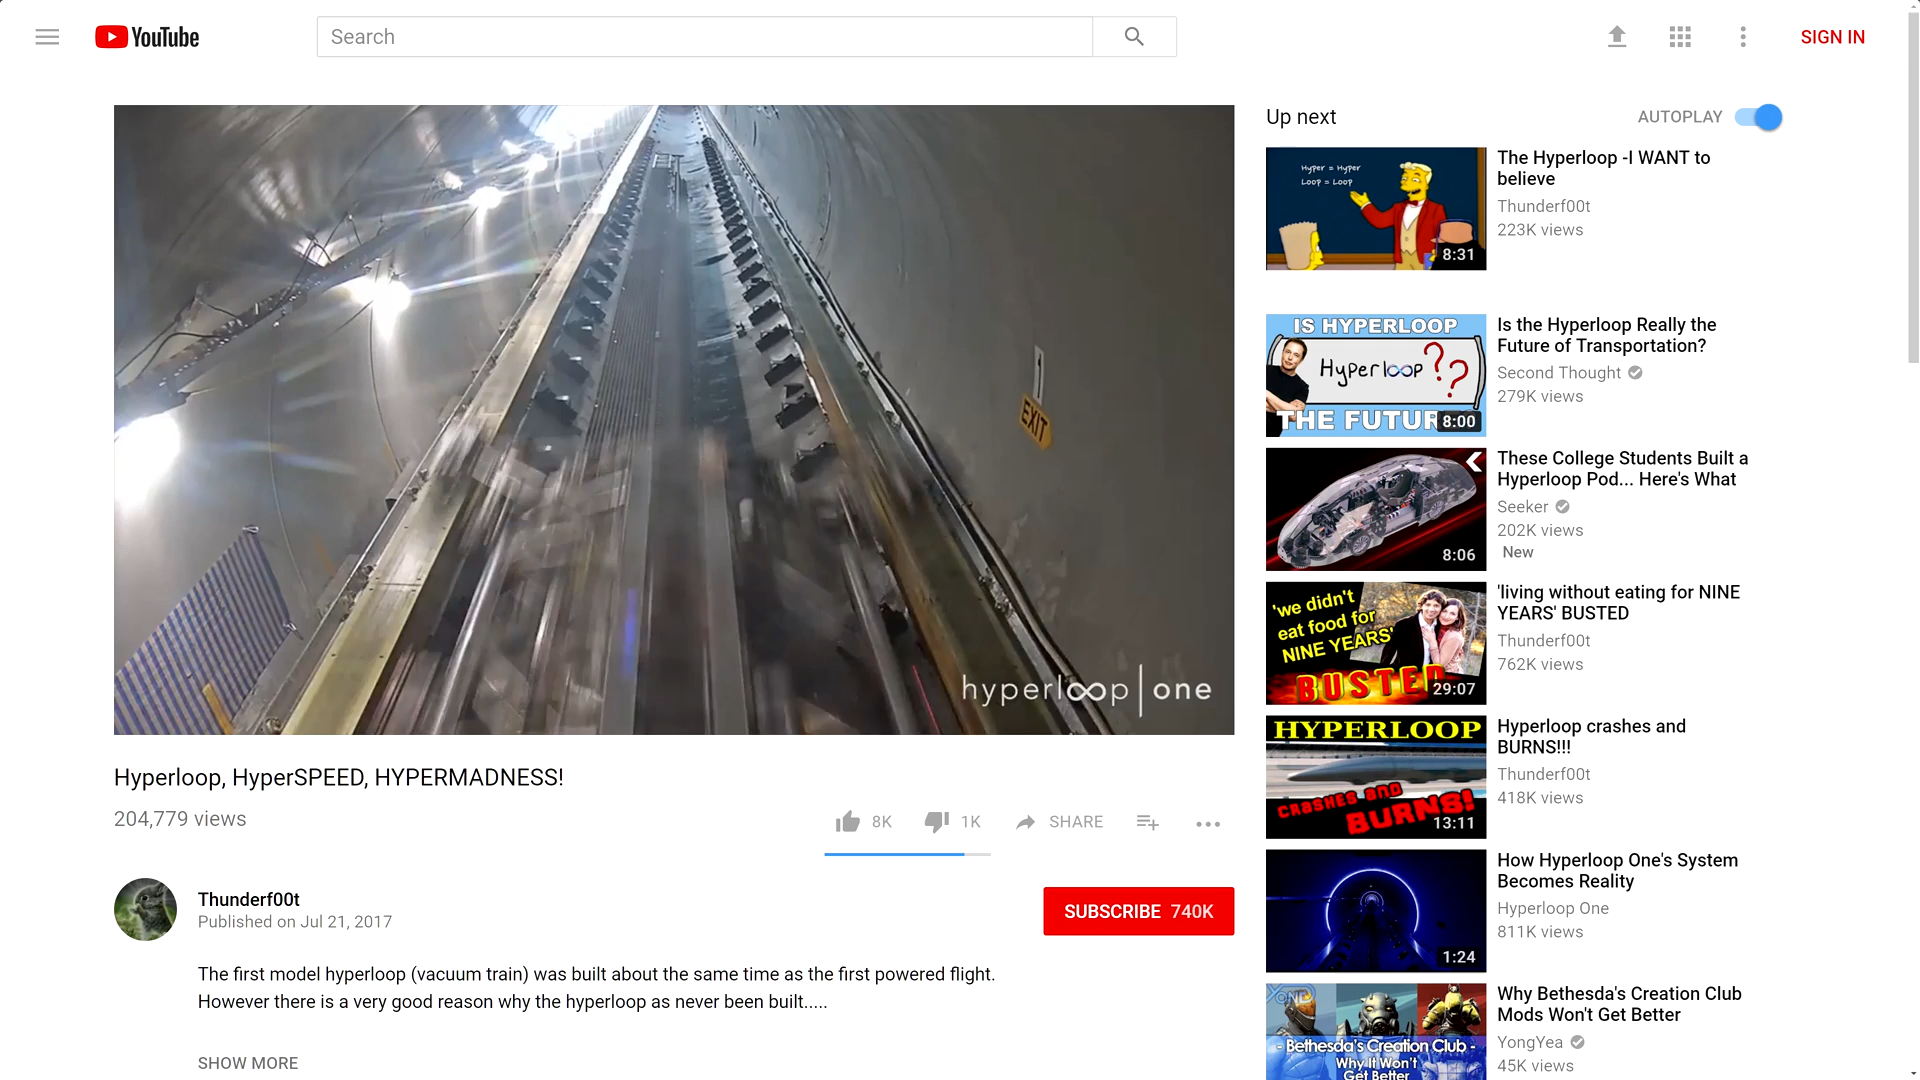 YouTube
Search
SIGN IN
EXIT
hyperloop | one
Hyperloop, HyperSPEED, HYPERMADNESS!
204,779 views
8K
1K
SHARE
Thunderf00t
Published on Jul 21, 2017
SUBSCRIBE 740K
The first model hyperloop (vacuum train) was built about the same time as the first powered flight.
However there is a very good reason why the hyperloop as never been built.....
SHOW MORE
Up next
AUTOPLAY
Hyper = Hyper
Loop = Loop
8:31
The Hyperloop -I WANT to
believe
Thunderf00t
223K views
IS HYPERLOOP
Hyperloop ??
THE FUTUR
8:00
Is the Hyperloop Really the
Future of Transportation?
Second Thought
279K views
8:06
These College Students Built a
Hyperloop Pod... Here's What
Seeker
202K views
New
'we didn't
eat food for
NINE YEARS'
BUSTED
29:07
'living without eating for NINE
YEARS' BUSTED
Thunderf00t
762K views
HYPERLOOP
CRASHES AND
BURNS!
13:11
Hyperloop crashes and
BURNS!!!
Thunderf00t
418K views
1:24
How Hyperloop One's System
Becomes Reality
Hyperloop One
811K views
- Bethesda's Creation Club -
Why It Won't
Get Better
Why Bethesda's Creation Club
Mods Won't Get Better
YongYea
45K views